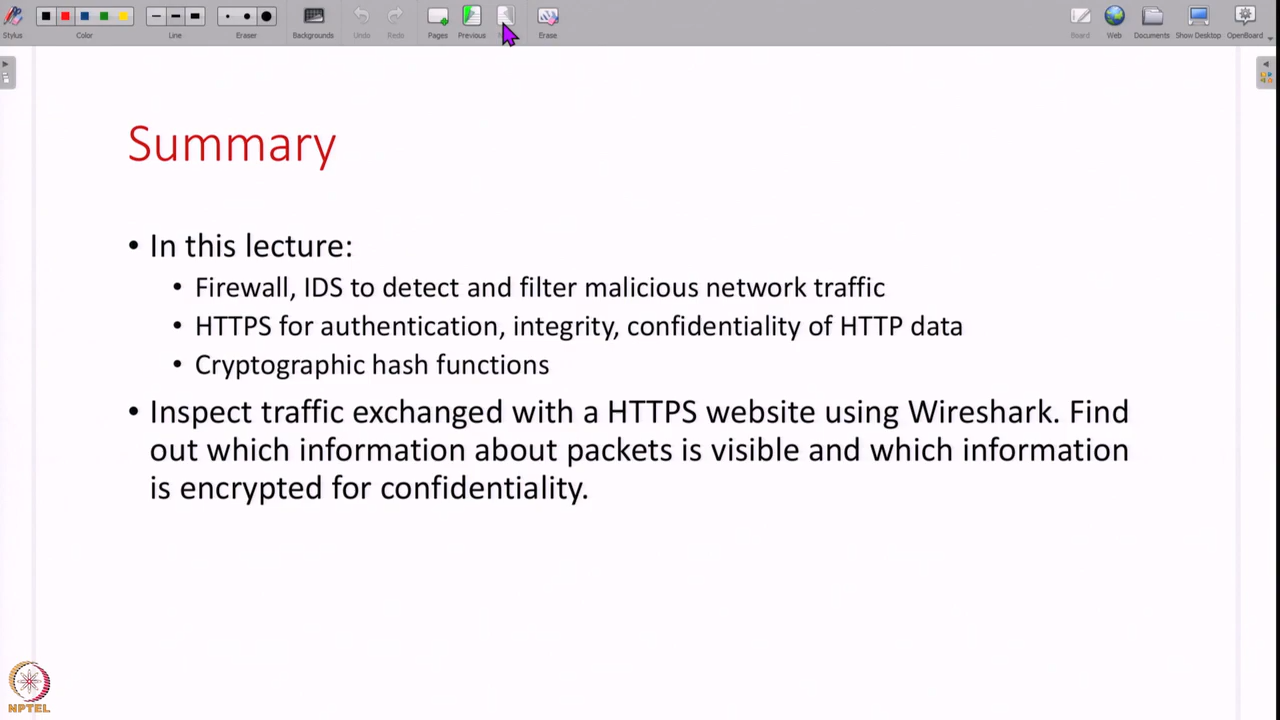 Stylus
Color
Line
Eraser
Backgrounds
Undo
Redo
Pages
Previous
Erase
Board
Web
Documents
Show Desktop
OpenBoard
Summary
• In this lecture:
• Firewall, IDS to detect and filter malicious network traffic
• HTTPS for authentication, integrity, confidentiality of HTTP data
• Cryptographic hash functions
• Inspect traffic exchanged with a HTTPS website using Wireshark. Find
out which information about packets is visible and which information
is encrypted for confidentiality.
NPTEL